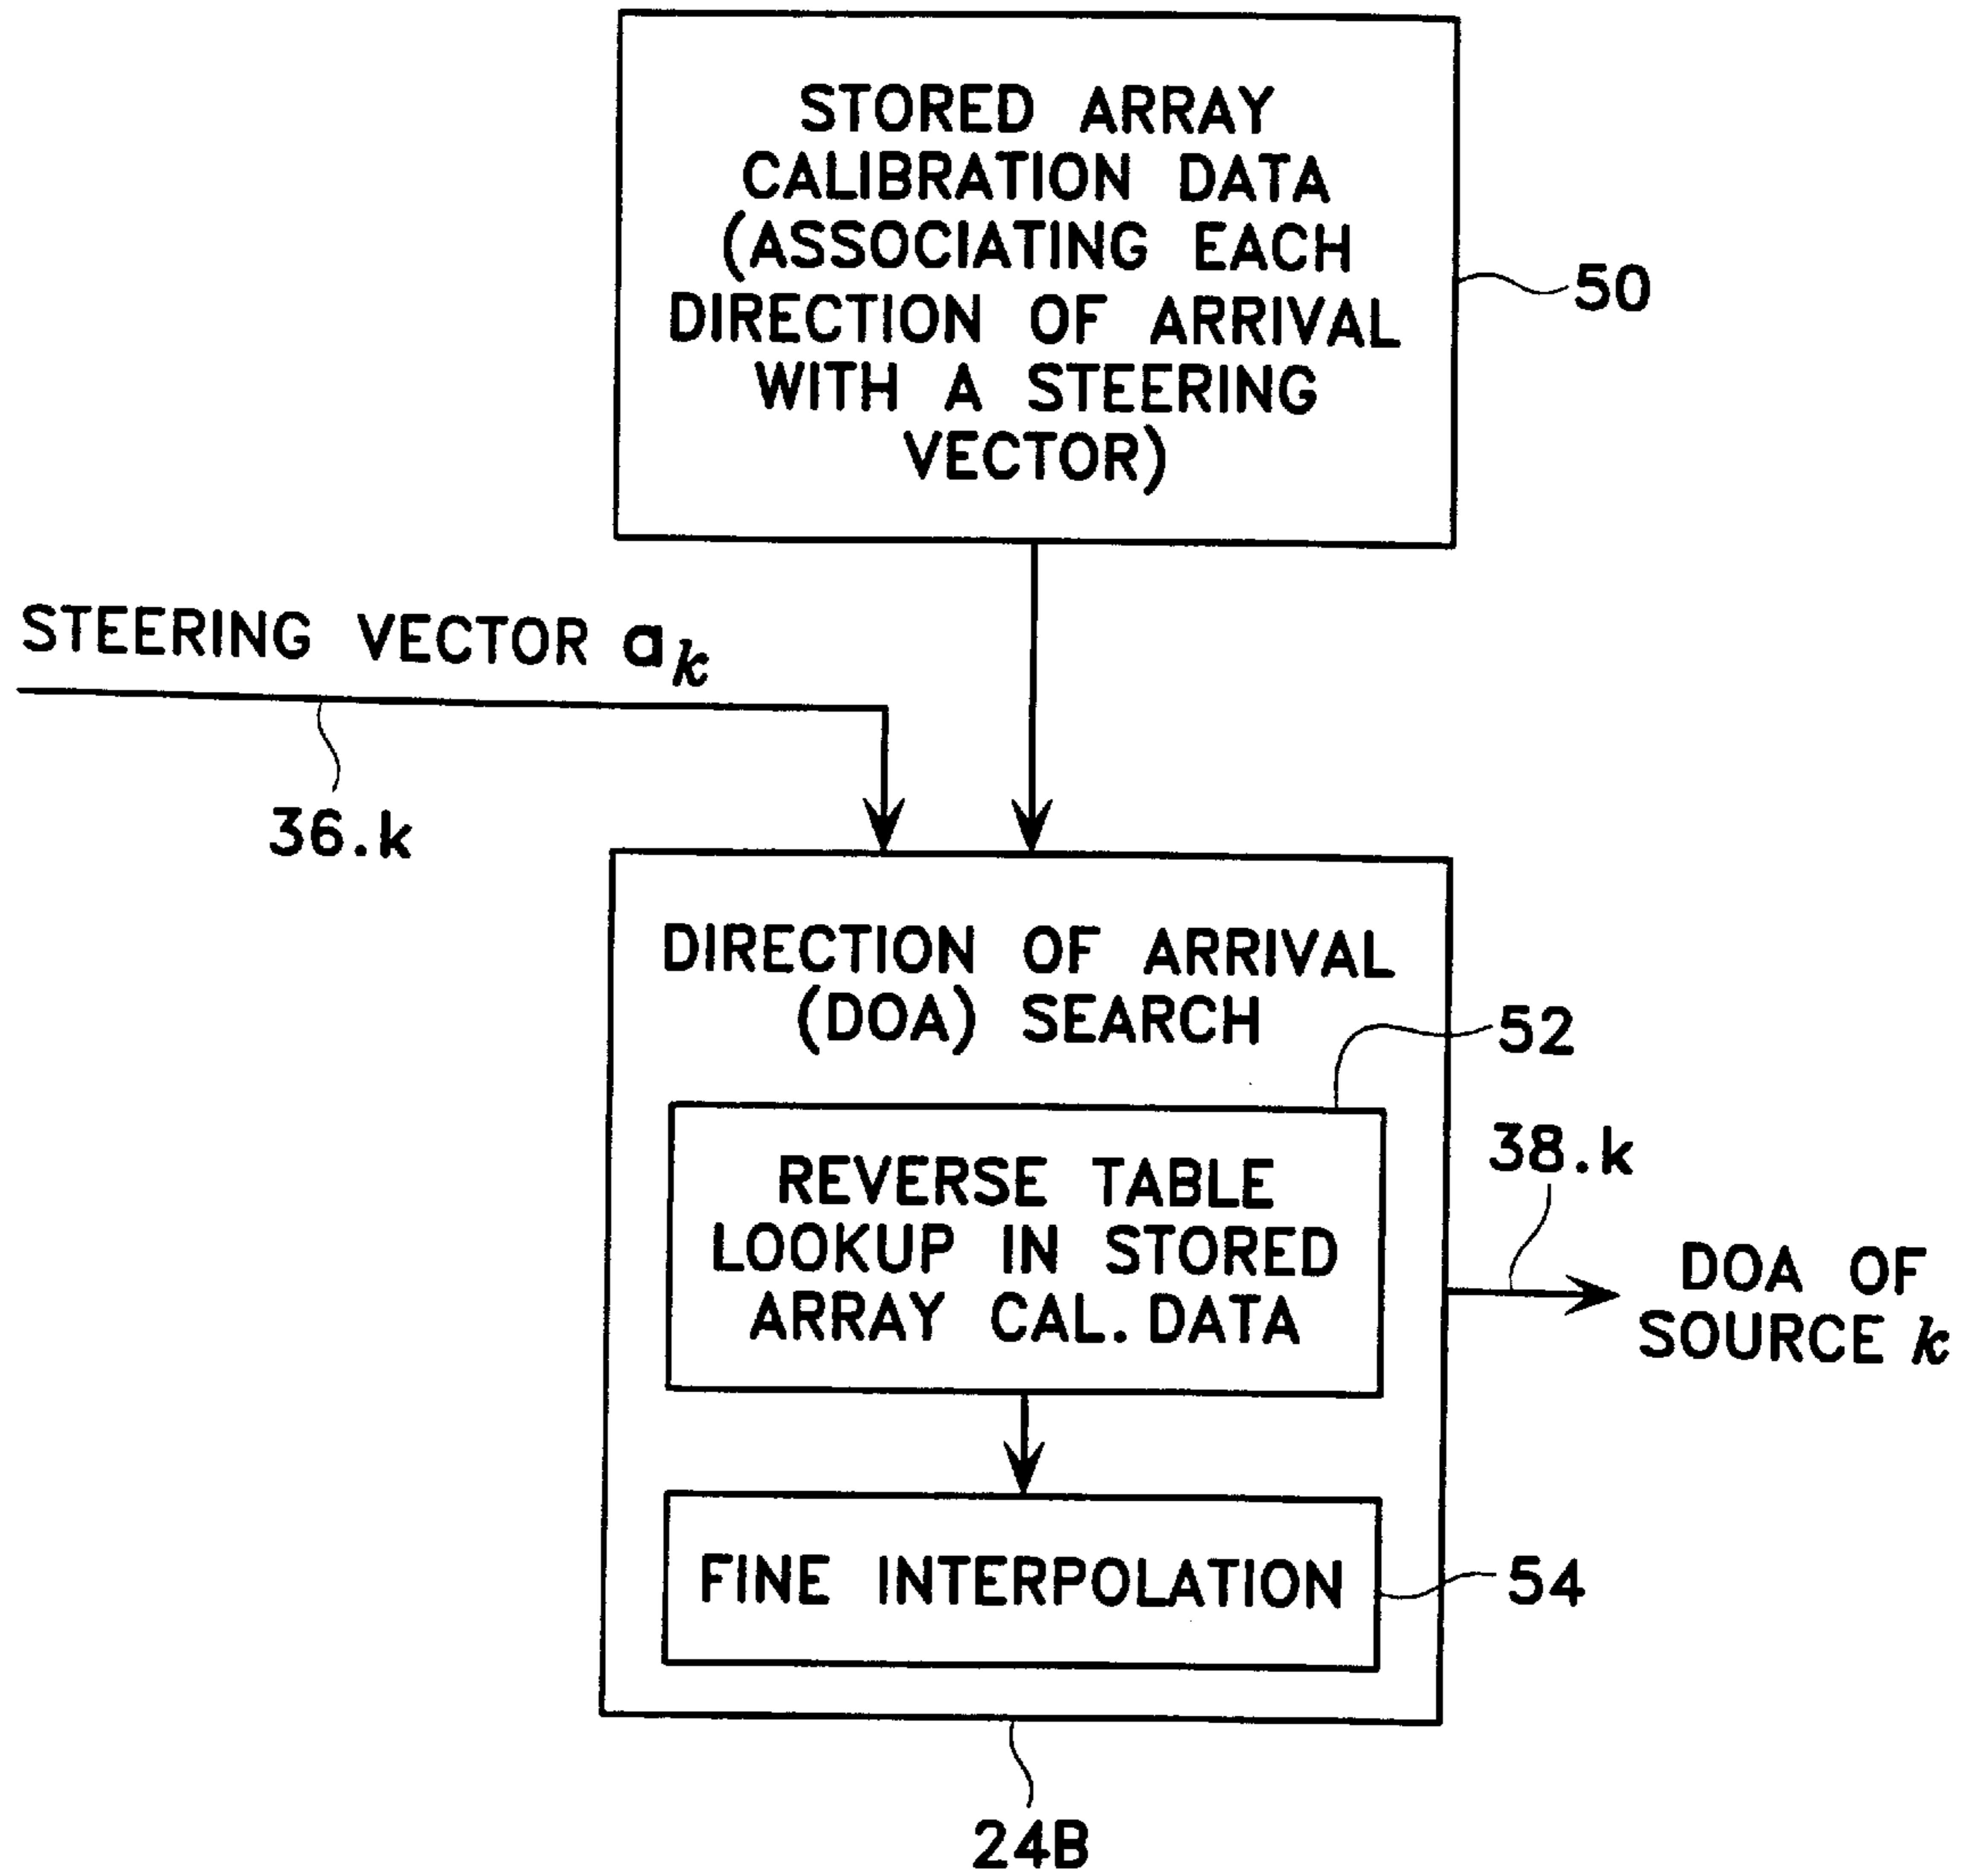 STORED ARRAY
CALIBRATION DATA
(ASSOCIATING EACH
DIRECTION OF ARRIVAL
WITH A STEERING
VECTOR)
50
STEERING VECTOR ak
36.k
DIRECTION OF ARRIVAL
(DOA) SEARCH
52
REVERSE TABLE
LOOKUP IN STORED
ARRAY CAL. DATA
38.k
DOA OF
SOURCE k
FINE INTERPOLATION
54
24B